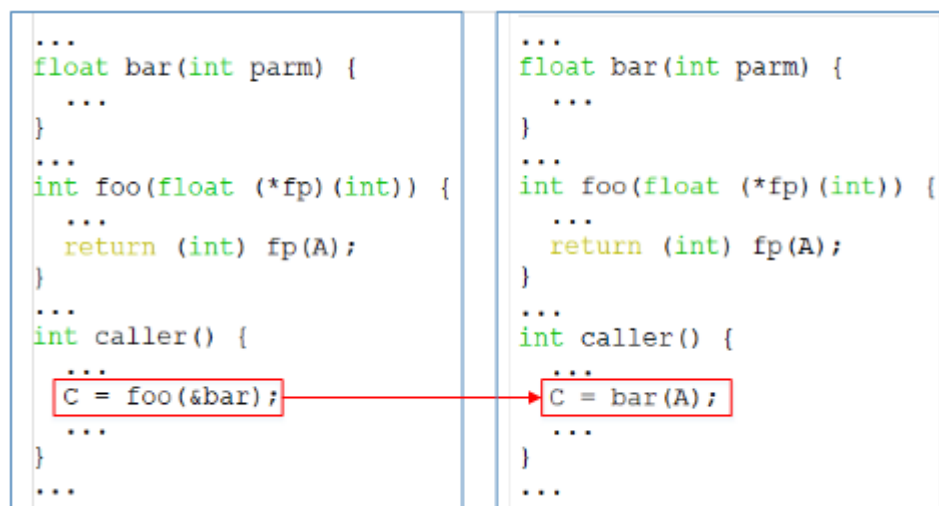 ...
float bar(int parm) {
...
}
...
int foo(float (*fp)(int)) {
...
return (int) fp(A);
}
...
int caller() {
...
C = foo(&bar);
...
}
...
...
float bar(int parm) {
...
}
...
int foo(float (*fp)(int)) {
...
return (int) fp(A);
}
...
int caller() {
...
C = bar(A);
...
}
...